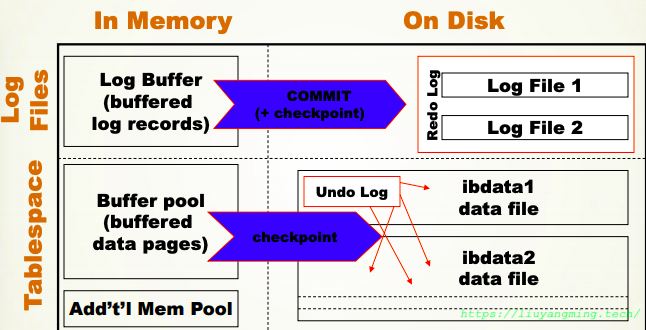 In Memory
On Disk
Log
Files
Log Buffer
(buffered
log records)
COMMIT
(+ checkpoint)
Redo Log
Log File 1
Log File 2
Tablespace
Buffer pool
(buffered
data pages)
checkpoint
Undo Log
ibdata1
data file
ibdata2
data file
Add't'l Mem Pool
https://liuyangming.tech/